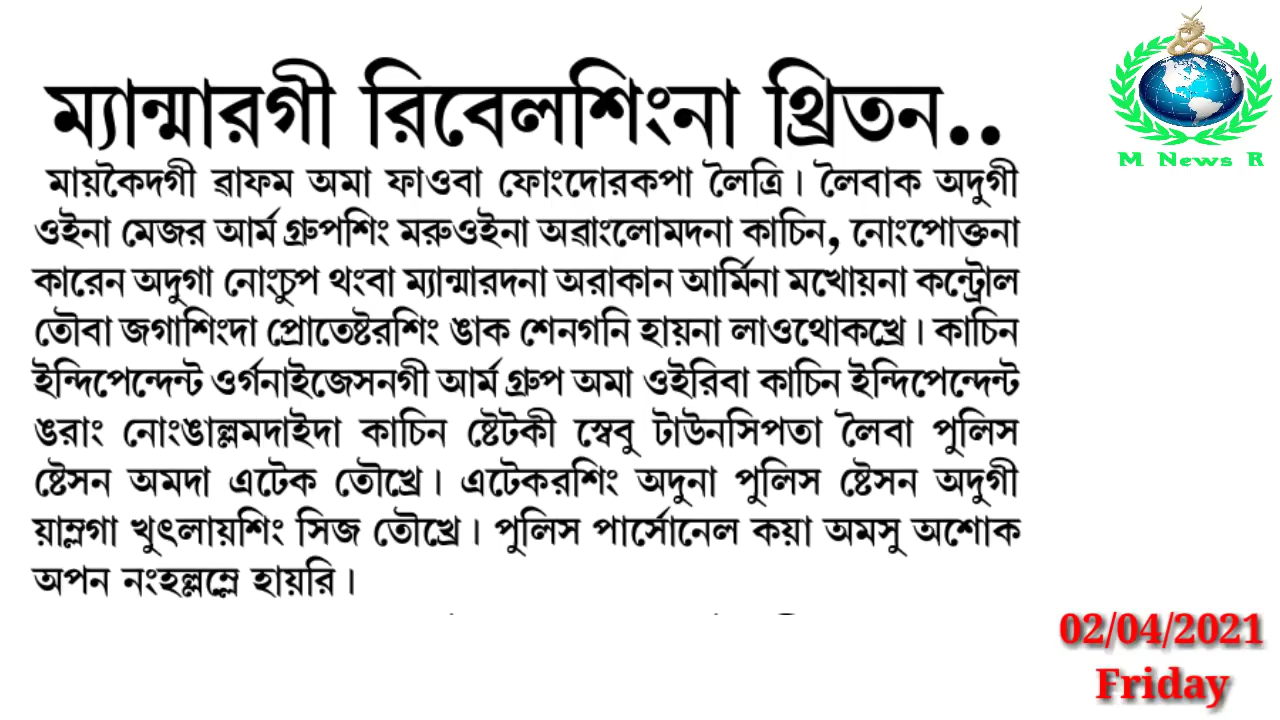 ম্যান্মারগী রিবেলশিংনা থ্রিতন..
মায়কৈদগী ৱাফম অমা ফাওবা ফোংদোরকপা লৈত্রি। লৈবাক অদুগী
ওইনা মেজর আর্ম গ্রুপশিং মরুওইনা অৱাংলোমদনা কাচিন, নোংপোক্তনা
কারেন অদুগা নোংচুপ থংবা ম্যান্মারদনা অরাকান আর্মিনা মখোয়না কন্ট্রোল
তৌবা জগাশিংদা প্রোতেষ্টরশিং ঙাক শেনগনি হায়না লাওথোকখ্রে। কাচিন
ইন্দিপেন্দেন্ট ওর্গনাইজেসনগী আর্ম গ্রুপ অমা ওইরিবা কাচিন ইন্দিপেন্দেন্ট
ঙরাং নোংঙাল্লমদাইদা কাচিন ষ্টেটকী স্বেবু টাউনসিপতা লৈবা পুলিস
ষ্টেসন অমদা এটেক তৌখ্রে। এটেকরশিং অদুনা পুলিস ষ্টেসন অদুগী
য়াম্লগা খুৎলায়শিং সিজ তৌখ্রে। পুলিস পার্সোনেল কয়া অমসু অশোক
অপন নংহল্লম্লে হায়রি।
M News R
02/04/2021
Friday